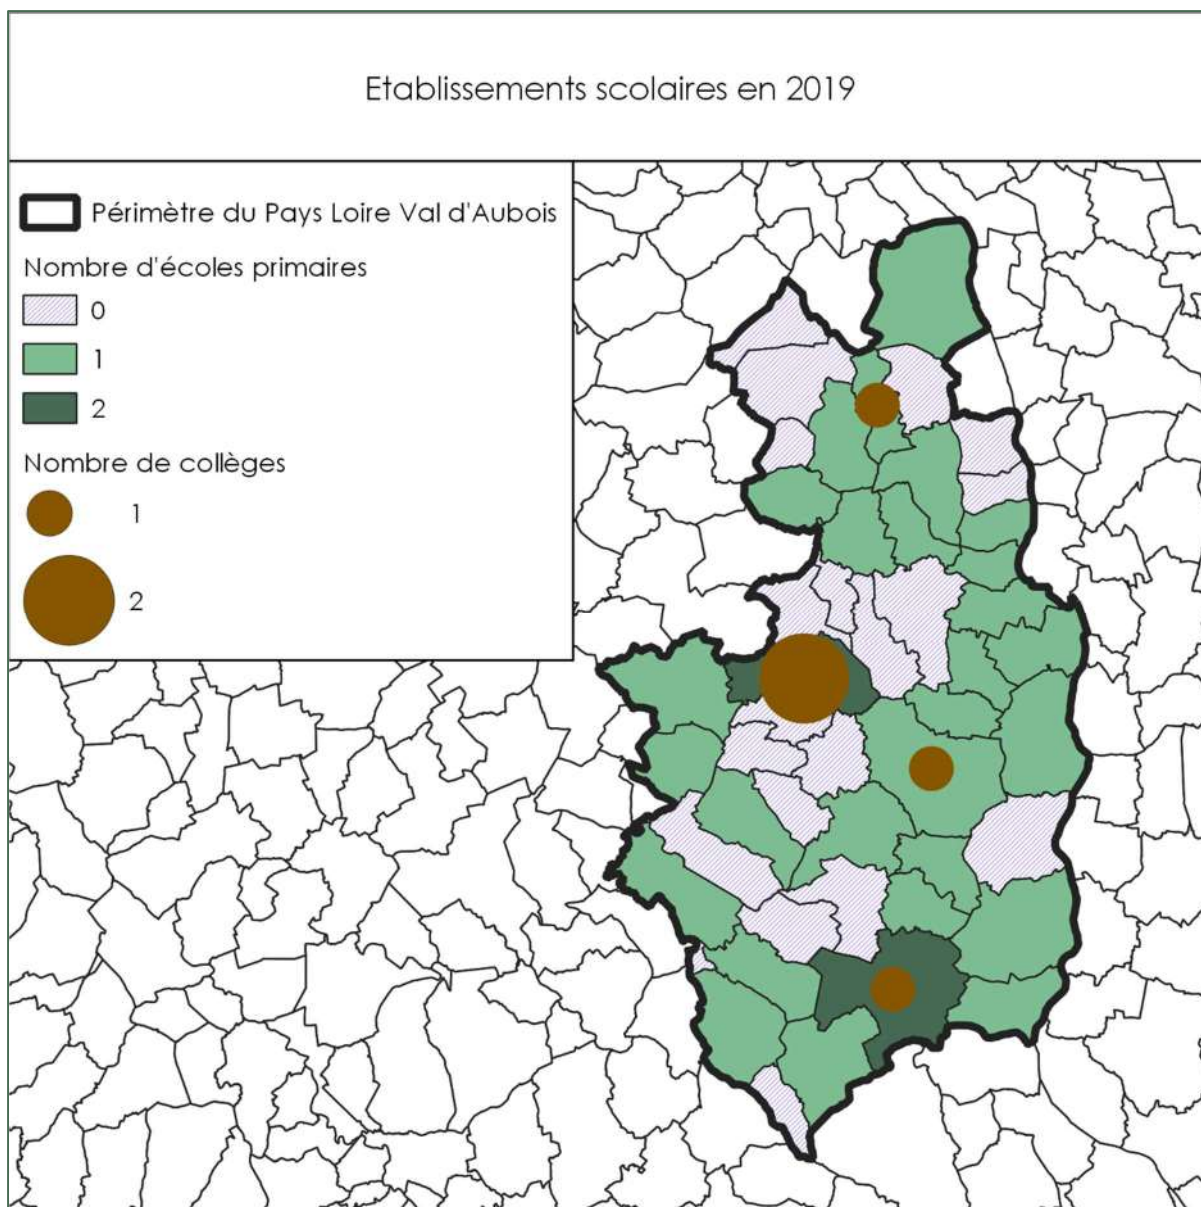 Etablissements scolaires en 2019
Périmètre du Pays Loire Val d'Aubois
Nombre d'écoles primaires
0
1
2
Nombre de collèges
1
2